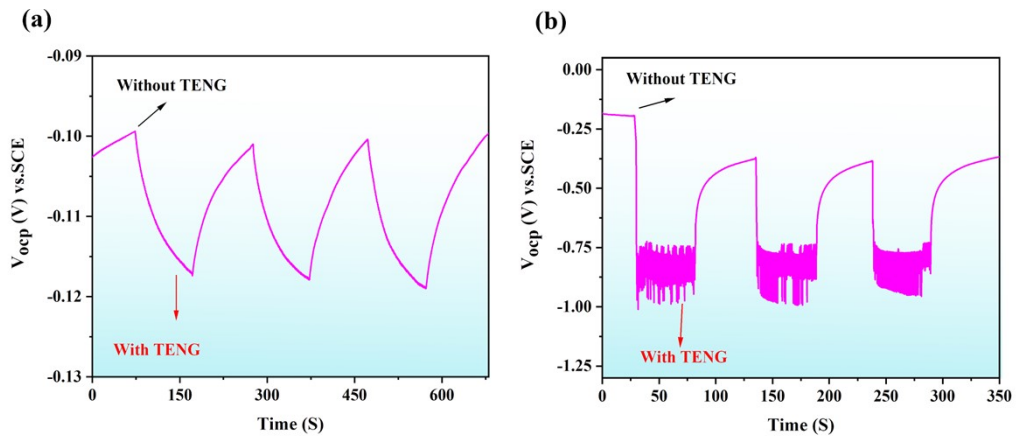 (a)
-0.09
-0.10
-0.11
-0.12
-0.13
Vocp (V) vs.SCE
Without TENG
With TENG
0 150 300 450 600
Time (S)
(b)
0.00
-0.25
-0.50
-0.75
-1.00
-1.25
Vocp (V) vs.SCE
Without TENG
With TENG
0 50 100 150 200 250 300 350
Time (S)